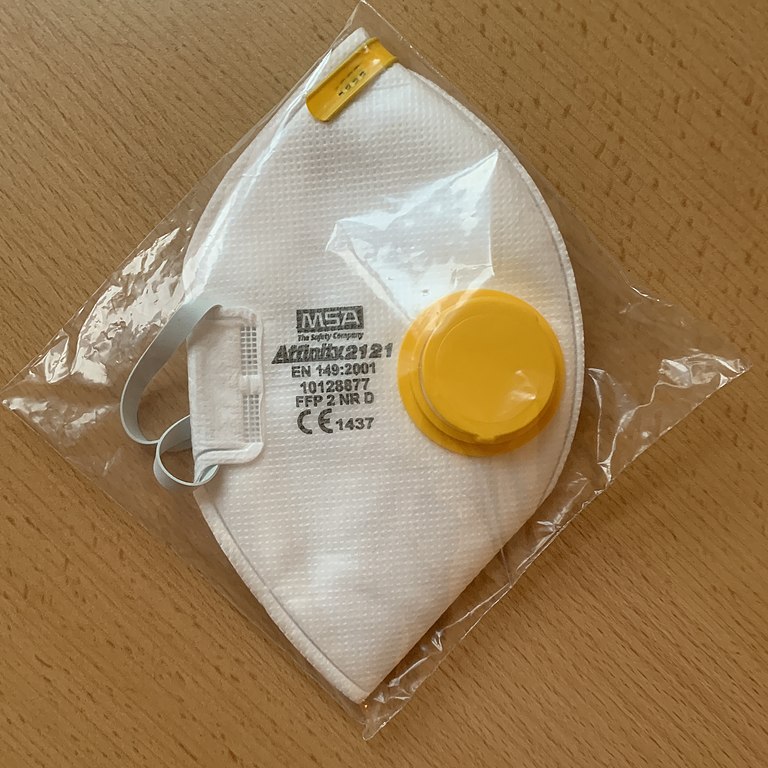 MSA
The Safety Company
Affinity2121
EN 149:2001
10128877
FFP 2 NR D
CE 1437